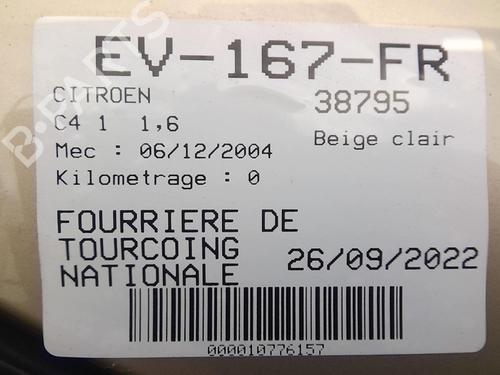 EV-167-FR
CITROEN 38795
C4 1 1,6 Beige clair
Mec : 06/12/2004
Kilometrage : 0
FOURRIERE DE
TOURCOING
NATIONALE 26/09/2022
000010776157
B-PARTS